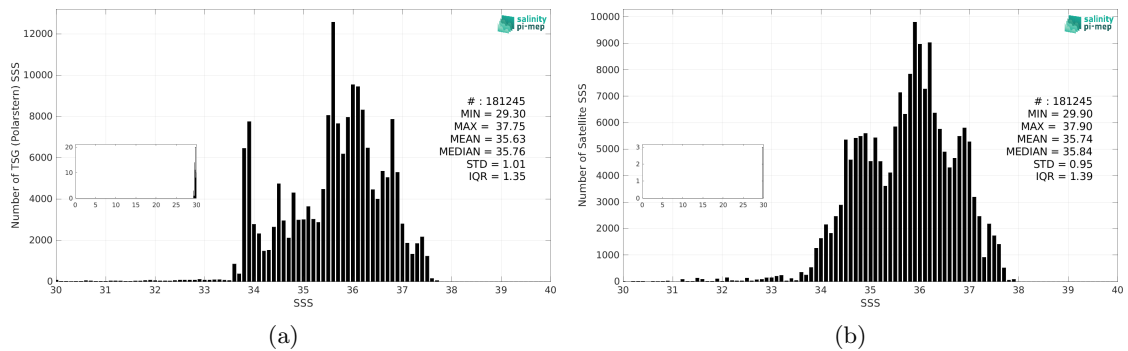 salinity
pi-mep
12000
10000
8000
6000
4000
2000
0
Number of TSG (Polarstern) SSS
# : 181245
MIN = 29.30
MAX = 37.75
MEAN = 35.63
MEDIAN = 35.76
STD = 1.01
IQR = 1.35
20
10
0
0 5 10 15 20 25 30
30 31 32 33 34 35 36 37 38 39 40
SSS
(a)
salinity
pi-mep
10000
9000
8000
7000
6000
5000
4000
3000
2000
1000
0
Number of Satellite SSS
# : 181245
MIN = 29.90
MAX = 37.90
MEAN = 35.74
MEDIAN = 35.84
STD = 0.95
IQR = 1.39
3
2
1
0
0 5 10 15 20 25 30
30 31 32 33 34 35 36 37 38 39 40
SSS
(b)